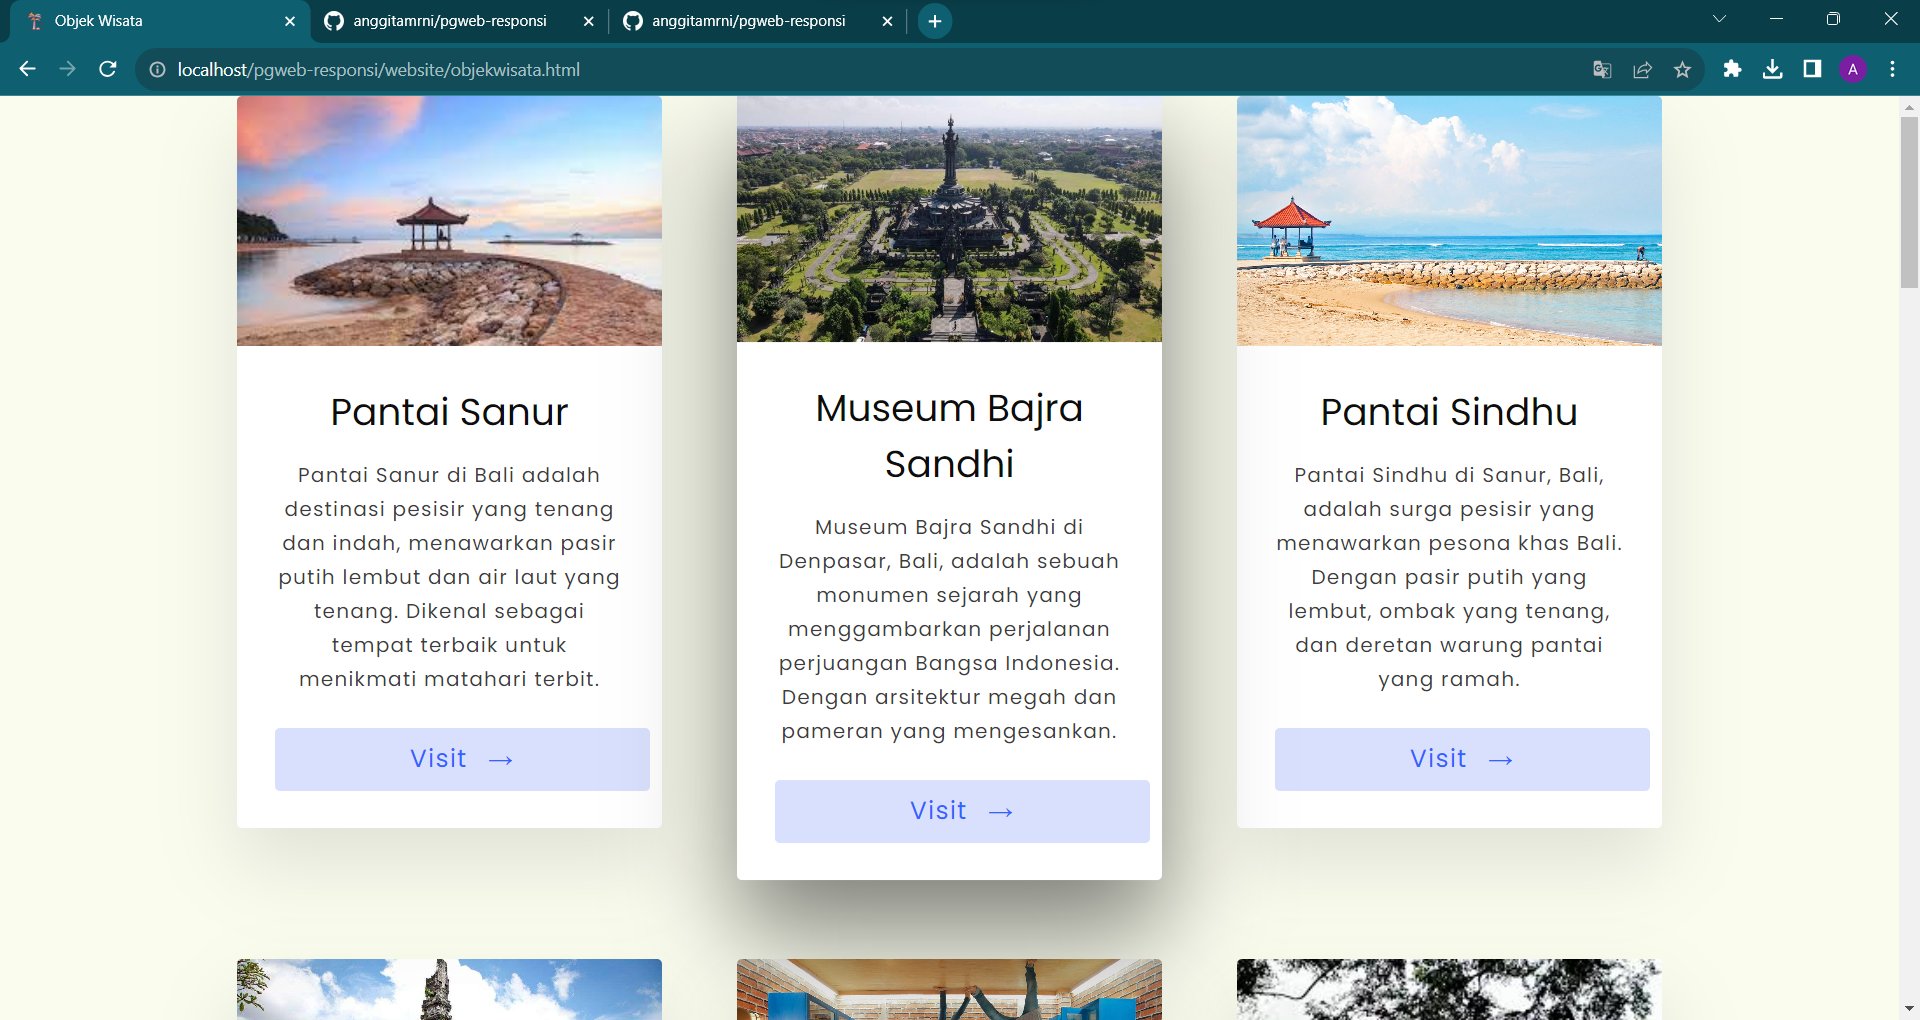 Objek Wisata
anggitamrni/pgweb-responsi
anggitamrni/pgweb-responsi
localhost/pgweb-responsi/website/objekwisata.html
A
Pantai Sanur
Pantai Sanur di Bali adalah
destinasi pesisir yang tenang
dan indah, menawarkan pasir
putih lembut dan air laut yang
tenang. Dikenal sebagai
tempat terbaik untuk
menikmati matahari terbit.
Visit →
Museum Bajra
Sandhi
Museum Bajra Sandhi di
Denpasar, Bali, adalah sebuah
monumen sejarah yang
menggambarkan perjalanan
perjuangan Bangsa Indonesia.
Dengan arsitektur megah dan
pameran yang mengesankan.
Visit →
Pantai Sindhu
Pantai Sindhu di Sanur, Bali,
adalah surga pesisir yang
menawarkan pesona khas Bali.
Dengan pasir putih yang
lembut, ombak yang tenang,
dan deretan warung pantai
yang ramah.
Visit →